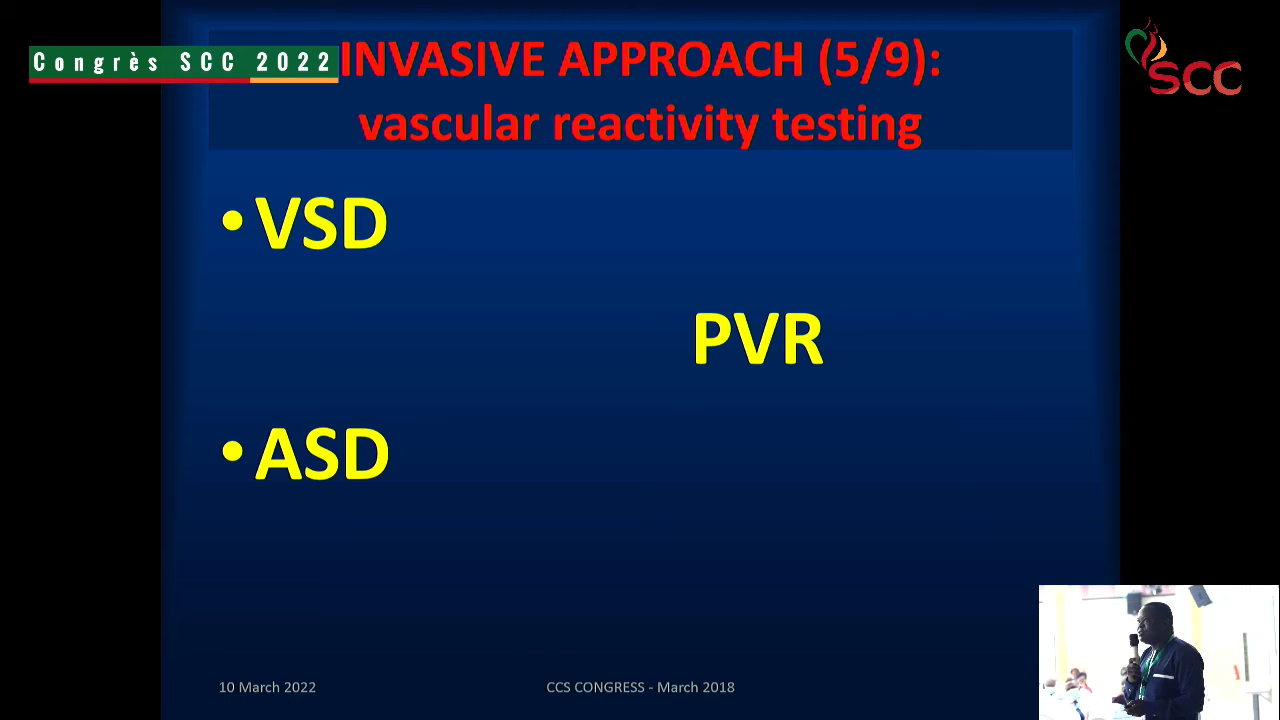 Congrès SCC 2022
SCC
INVASIVE APPROACH (5/9):
vascular reactivity testing
• VSD
PVR
• ASD
10 March 2022
CCS CONGRESS - March 2018